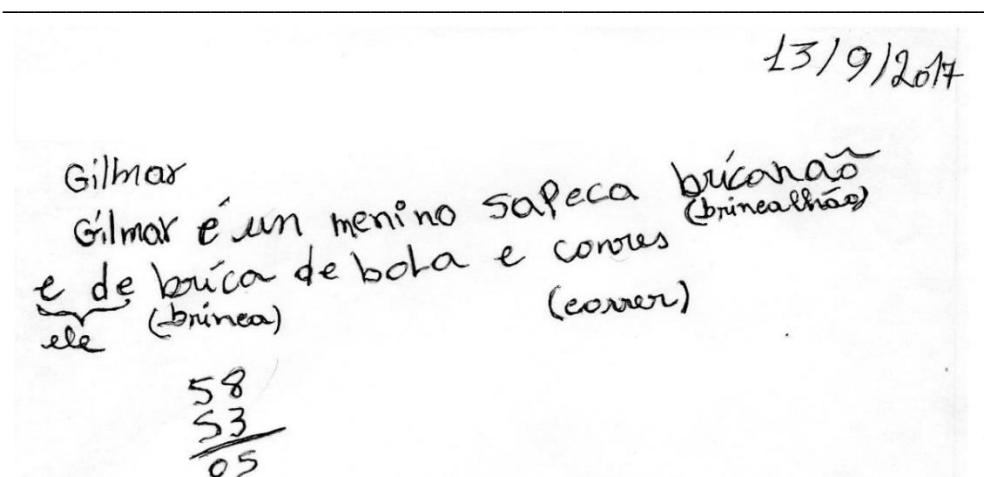 13/9/2017
Gilmar
Gilmar é un menino sapeca bricanaõ
(brincalhão)
e de brica de bola e corres
ele (brinca) (correr)
58
53
05